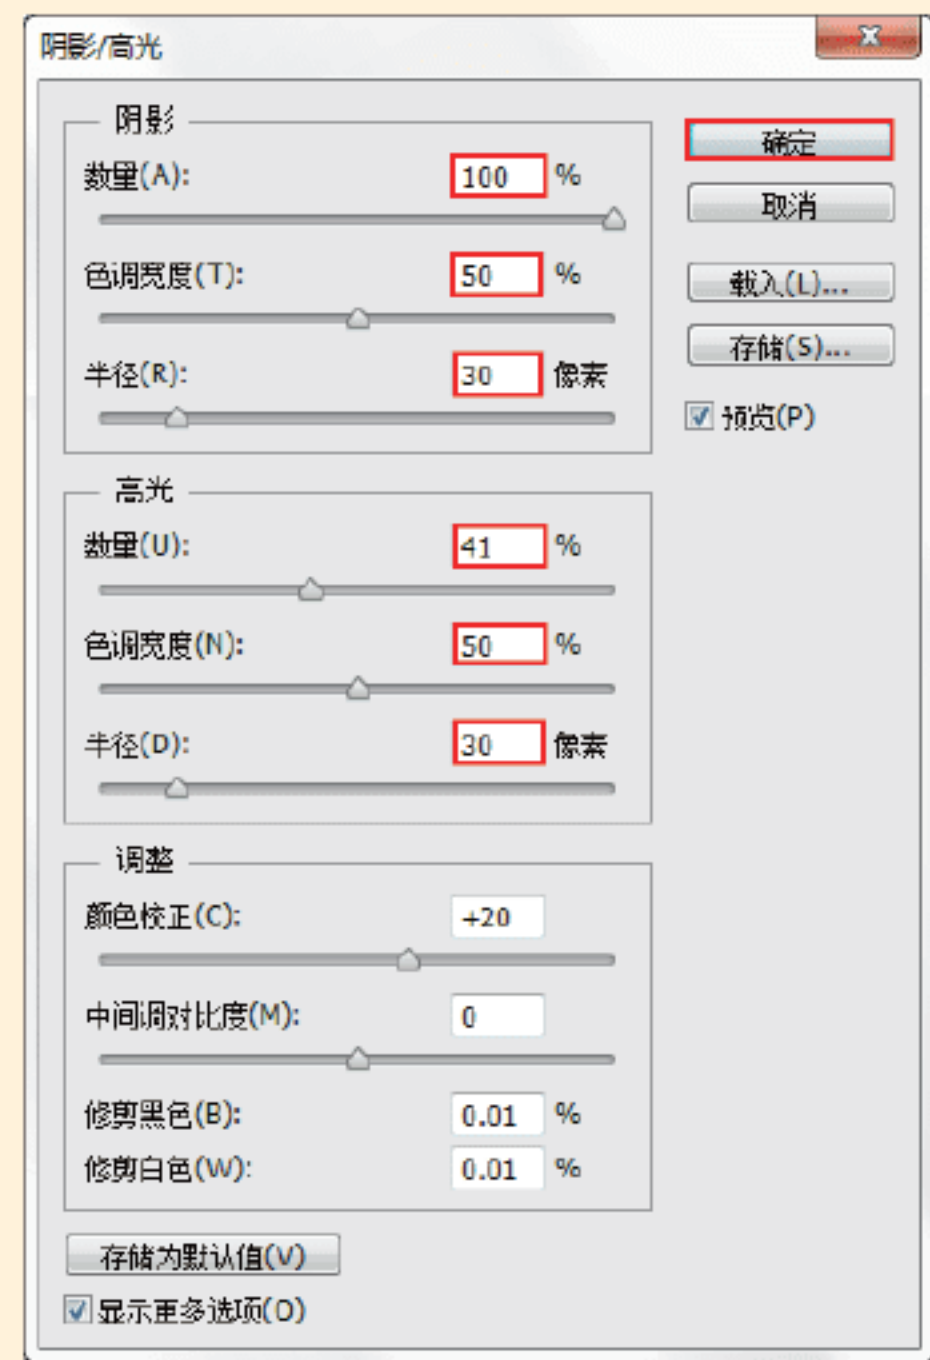 阴影/高光
阴影
数量(A): 100 %
色调宽度(T): 50 %
半径(R): 30 像素
高光
数量(U): 41 %
色调宽度(N): 50 %
半径(D): 30 像素
调整
颜色校正(C): +20
中间调对比度(M): 0
修剪黑色(B): 0.01 %
修剪白色(W): 0.01 %
存储为默认值(V)
显示更多选项(O)
确定
取消
载入(L)...
存储(S)...
预览(P)